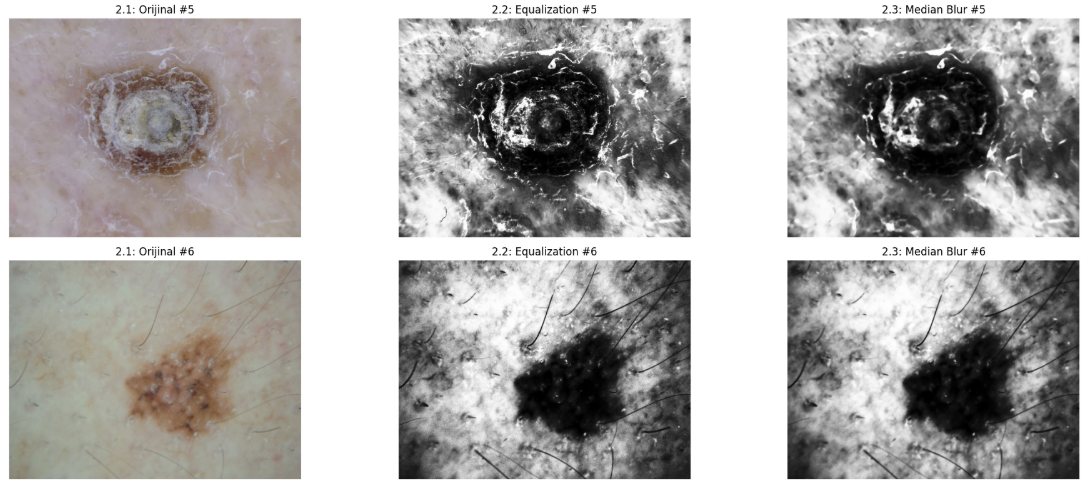 2.1: Orijinal #5
2.2: Equalization #5
2.3: Median Blur #5
2.1: Orijinal #6
2.2: Equalization #6
2.3: Median Blur #6